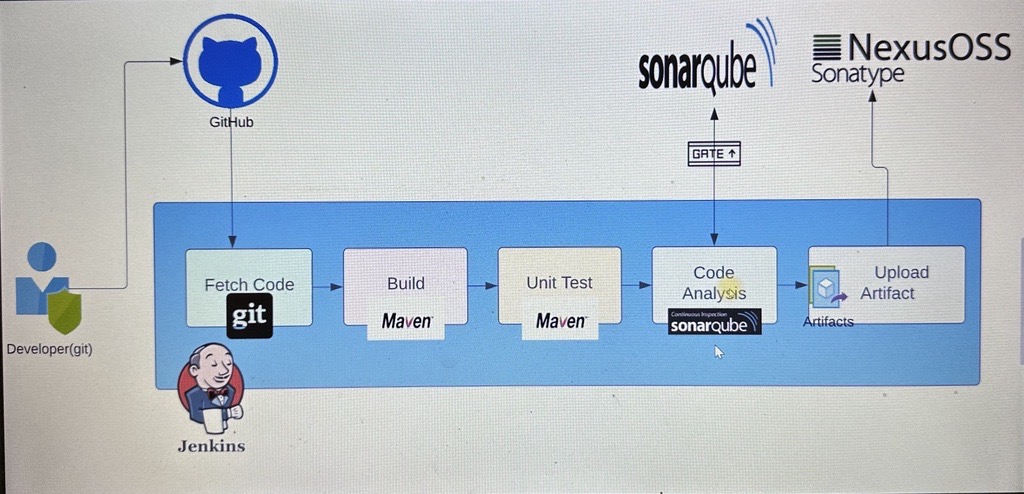 GitHub
sonarqube
NexusOSS
Sonatype
GATE ↑
Developer(git)
Fetch Code
git
Build
Maven
Unit Test
Maven
Code
Analysis
Continuous Inspection
sonarqube
Upload
Artifact
Artifacts
Jenkins